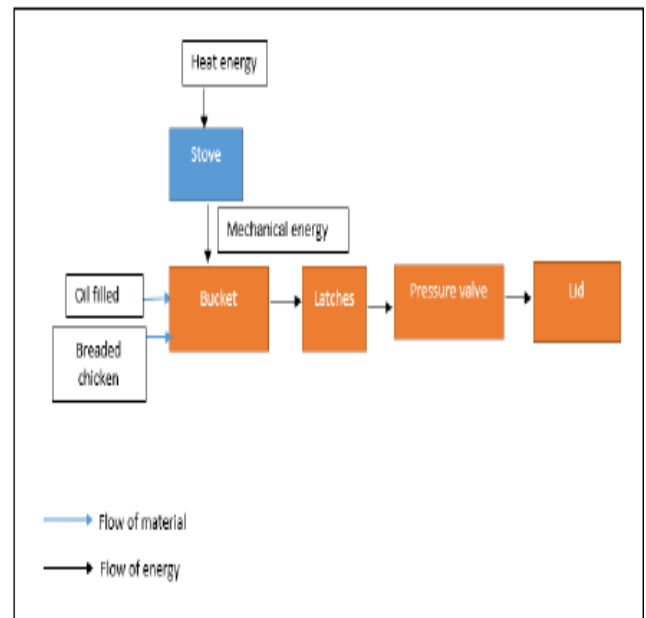 Heat energy
Stove
Mechanical energy
Oil filled
Bucket
Latches
Pressure valve
Lid
Breaded
chicken
Flow of material
Flow of energy